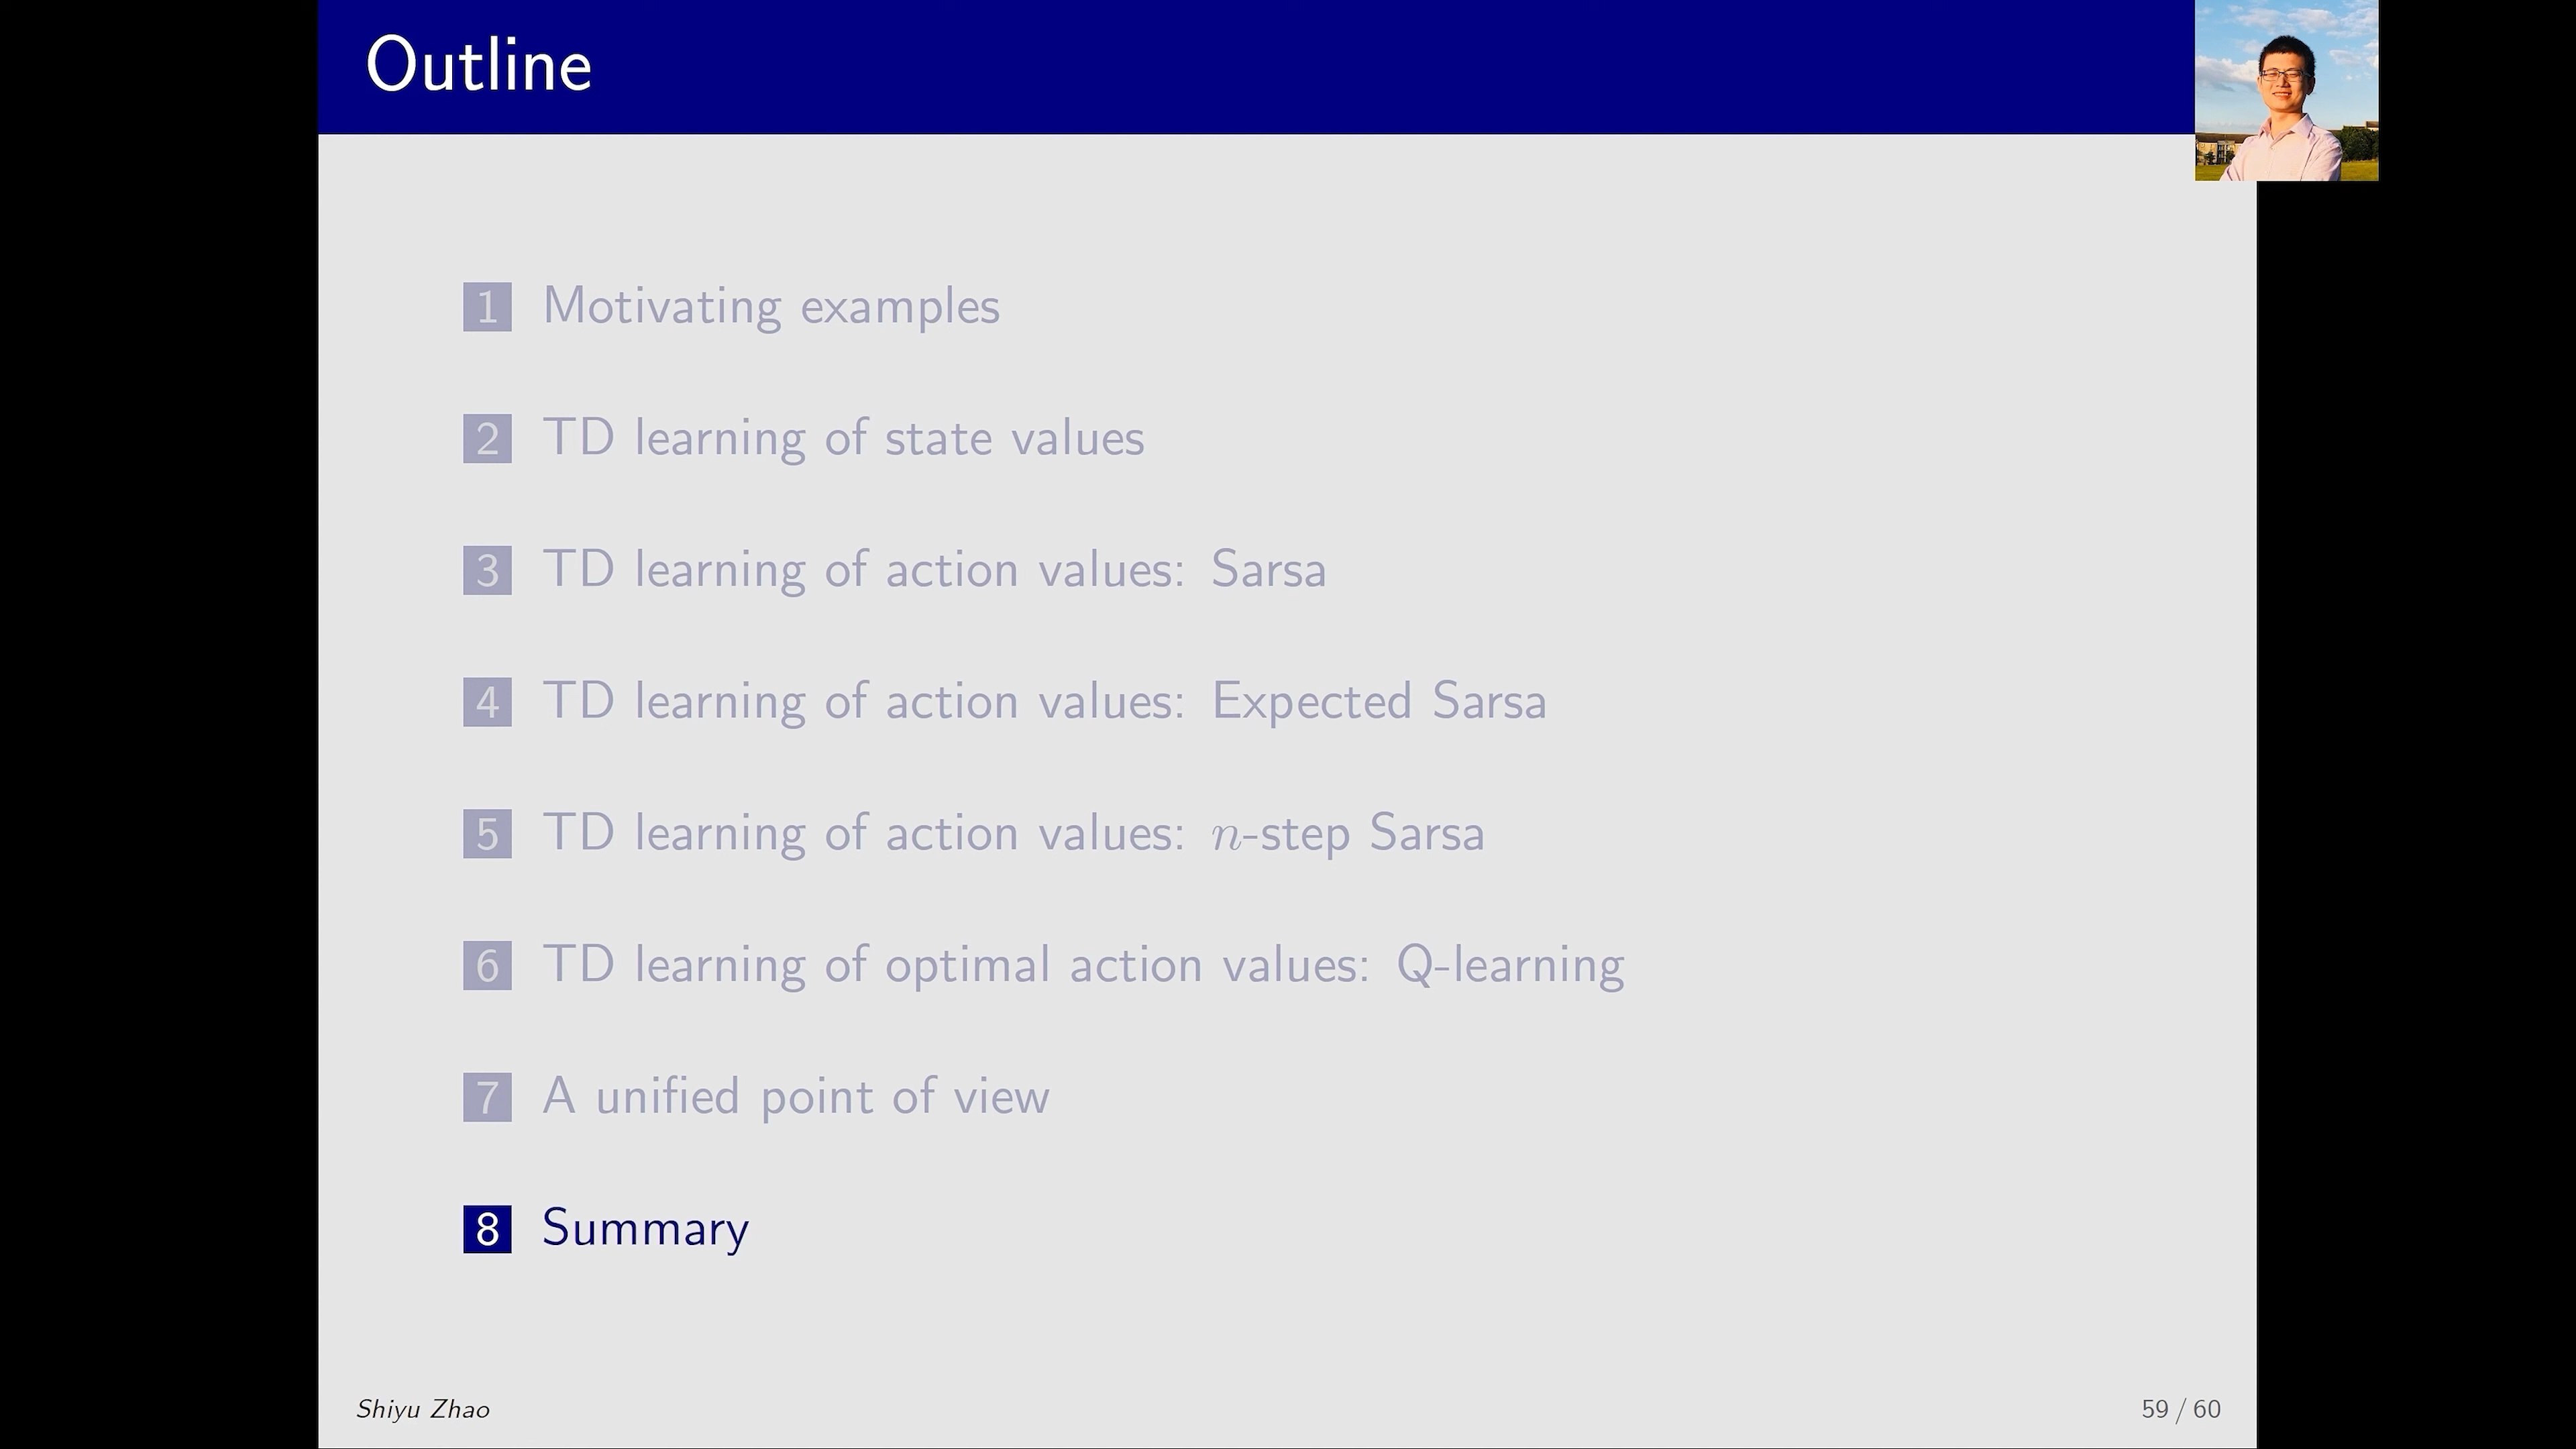 Outline
1 Motivating examples
2 TD learning of state values
3 TD learning of action values: Sarsa
4 TD learning of action values: Expected Sarsa
5 TD learning of action values: n-step Sarsa
6 TD learning of optimal action values: Q-learning
7 A unified point of view
8 Summary
Shiyu Zhao
59 / 60